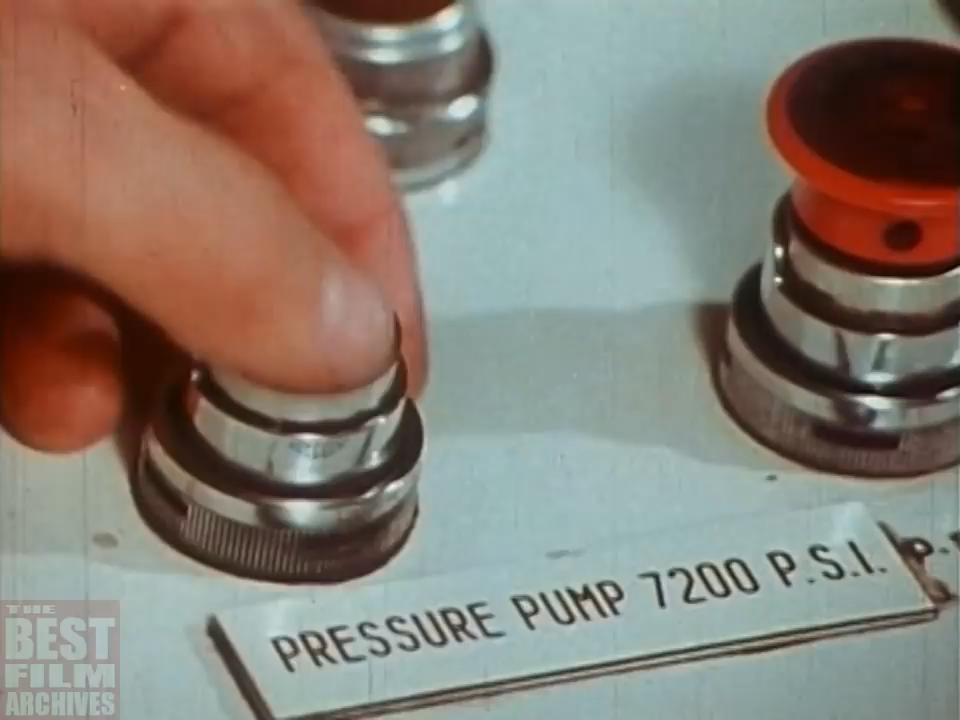 PRESSURE PUMP 7200 P.S.I.
P.
THE
BEST
FILM
ARCHIVES